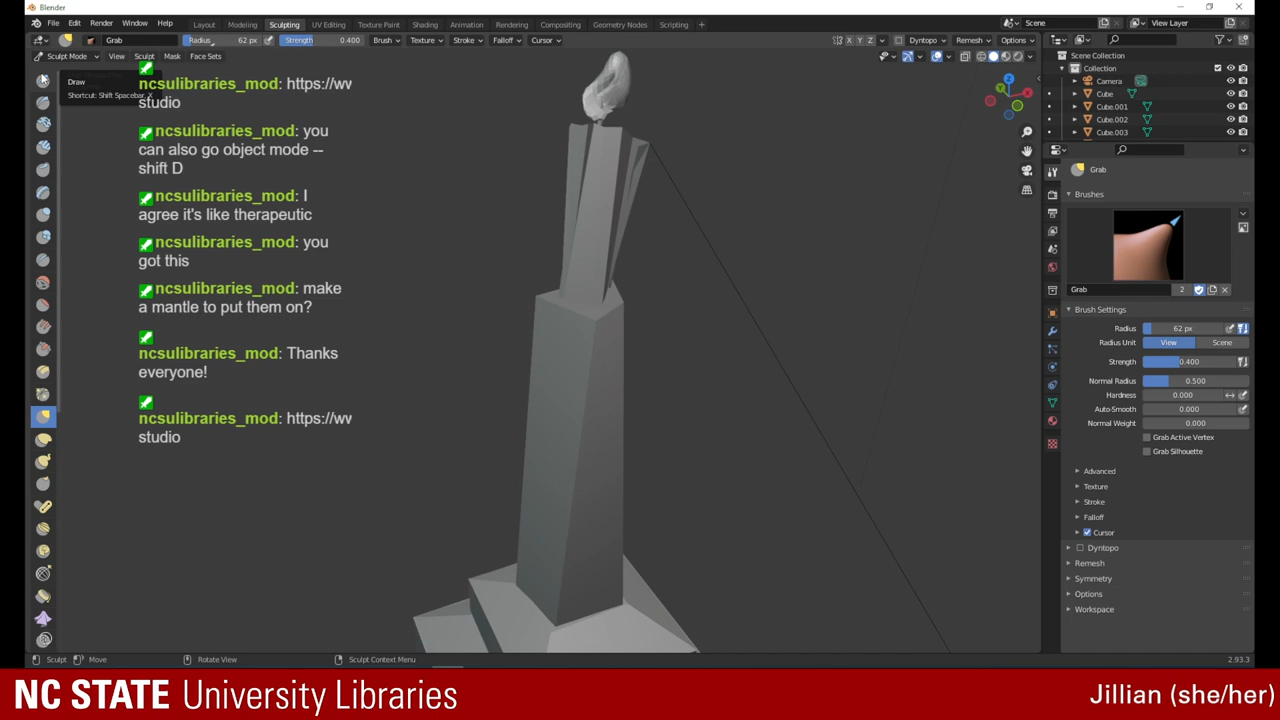 Blender
File Edit Render Window Help
Layout Modeling Sculpting UV Editing Texture Paint Shading Animation Rendering Compositing Geometry Nodes Scripting +
Scene
View Layer
Grab
Radius 62 px
Strength 0.400
Brush Texture Stroke Falloff Cursor
X Y Z
Dyntopo Remesh Options
Sculpt Mode View Sculpt Mask Face Sets
Draw
Shortcut: Shift Spacebar, X
ncsulibraries_mod: https://wv
studio
ncsulibraries_mod: you
can also go object mode --
shift D
ncsulibraries_mod: I
agree it's like therapeutic
ncsulibraries_mod: you
got this
ncsulibraries_mod: make
a mantle to put them on?
ncsulibraries_mod: Thanks
everyone!
ncsulibraries_mod: https://wv
studio
Z
Y
X
Scene Collection
Collection
Camera
Cube
Cube.001
Cube.002
Cube.003
Grab
Brushes
Grab 2
Brush Settings
Radius 62 px
Radius Unit View Scene
Strength 0.400
Normal Radius 0.500
Hardness 0.000
Auto-Smooth 0.000
Normal Weight 0.000
Grab Active Vertex
Grab Silhouette
Advanced
Texture
Stroke
Falloff
Cursor
Dyntopo
Remesh
Symmetry
Options
Workspace
Sculpt Move Rotate View Sculpt Context Menu 2.93.3
NC STATE University Libraries
Jillian (she/her)